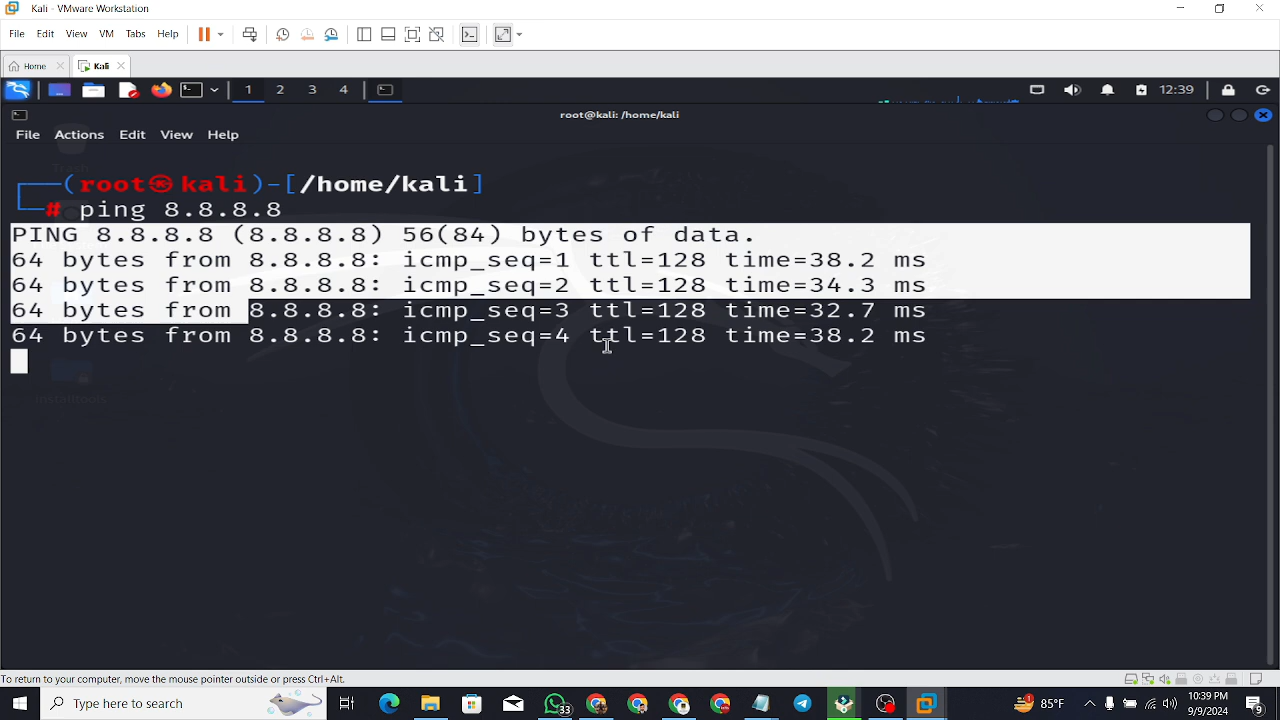 Kali - VMware Workstation
File Edit View VM Tabs Help
Home Kali
1 2 3 4 12:39
root@kali: /home/kali
File Actions Edit View Help
Trash
(root㉿kali)-[/home/kali]
# ping 8.8.8.8
PING 8.8.8.8 (8.8.8.8) 56(84) bytes of data.
64 bytes from 8.8.8.8: icmp_seq=1 ttl=128 time=38.2 ms
64 bytes from 8.8.8.8: icmp_seq=2 ttl=128 time=34.3 ms
64 bytes from 8.8.8.8: icmp_seq=3 ttl=128 time=32.7 ms
64 bytes from 8.8.8.8: icmp_seq=4 ttl=128 time=38.2 ms
installtools
To return to your computer, move the mouse pointer outside or press Ctrl+Alt.
Type here to search 33 1 85°F 10:39 PM
9/9/2024 8